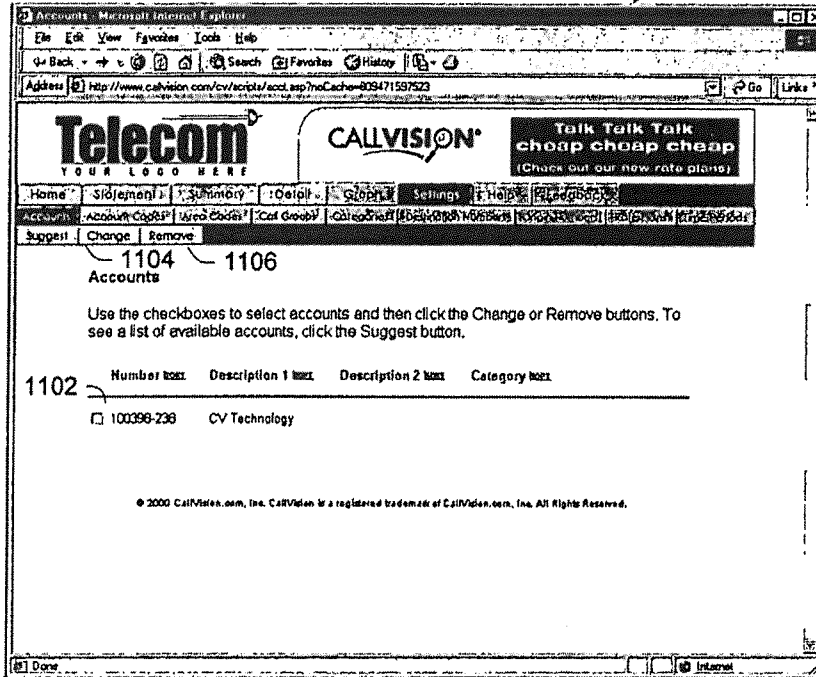 Accounts - Microsoft Internet Explorer
File Edit View Favorites Tools Help
Back Search Favorites History
Address http://www.callvision.com/cv/scripts/acct.asp?noCache=809471597523 Go Links
Telecom
YOUR LOGO HERE
CALLVISION
Talk Talk Talk
cheap cheap cheap
(Check out our new rate plans)
Home Statement Summary Detail Graphs Settings Help Feedback
Accounts Account Codes Area Codes Call Groups Categories
Suggest Change Remove
1104 1106
Accounts
Use the checkboxes to select accounts and then click the Change or Remove buttons. To
see a list of available accounts, click the Suggest button.
Number Description 1 Description 2 Category
1102
100398-236 CV Technology
© 2000 CallVision.com, Inc. CallVision is a registered trademark of CallVision.com, Inc. All Rights Reserved.
Done Internet